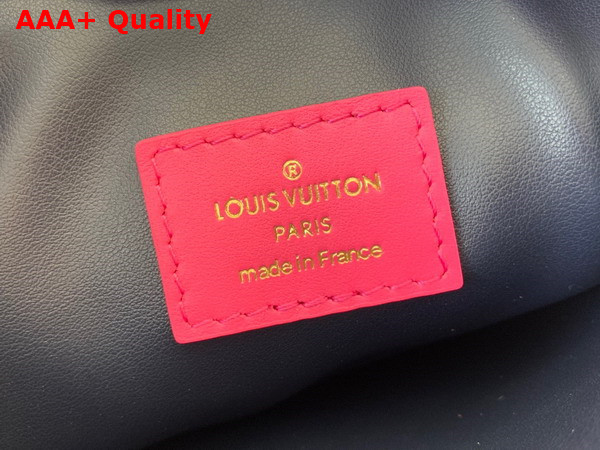 AAA+ Quality
®
LOUIS VUITTON
PARIS
made in France